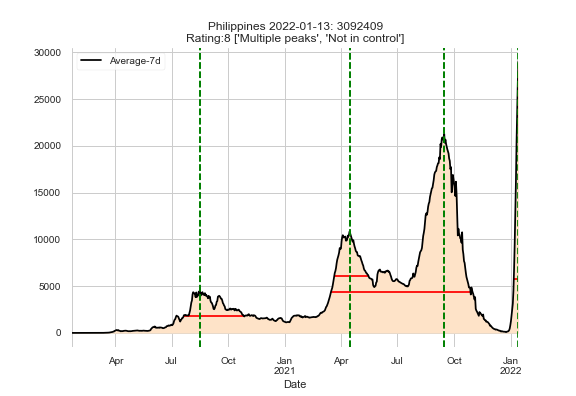 Philippines 2022-01-13: 3092409
Rating:8 ['Multiple peaks', 'Not in control']
Average-7d
30000
25000
20000
15000
10000
5000
0
Apr Jul Oct Jan Apr Jul Oct Jan
2021 2022
Date